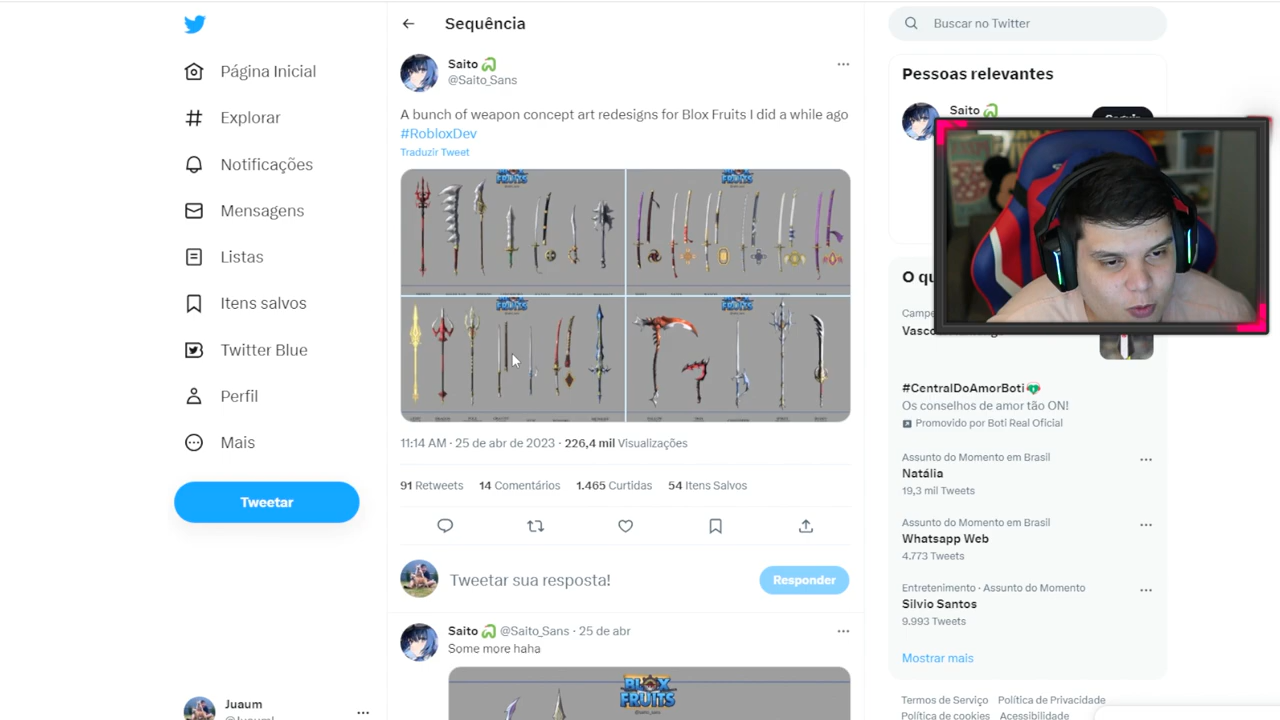 Sequência
Buscar no Twitter
Página Inicial
Explorar
Notificações
Mensagens
Listas
Itens salvos
Twitter Blue
Perfil
Mais
Tweetar
Juaum
Saito
@Saito_Sans
A bunch of weapon concept art redesigns for Blox Fruits I did a while ago
#RobloxDev
Traduzir Tweet
FRUITS
FRUITS
FRUITS
FRUITS
11:14 AM · 25 de abr de 2023 · 226,4 mil Visualizações
91 Retweets 14 Comentários 1.465 Curtidas 54 Itens Salvos
Tweetar sua resposta!
Responder
Saito @Saito_Sans · 25 de abr
Some more haha
BLOX
FRUITS
Pessoas relevantes
Saito
#CentralDoAmorBoti
Os conselhos de amor tão ON!
Promovido por Boti Real Oficial
Assunto do Momento em Brasil
Natália
19,3 mil Tweets
Assunto do Momento em Brasil
Whatsapp Web
4.773 Tweets
Entretenimento · Assunto do Momento
Silvio Santos
9.993 Tweets
Mostrar mais
Termos de Serviço Política de Privacidade
Política de cookies Acessibilidade